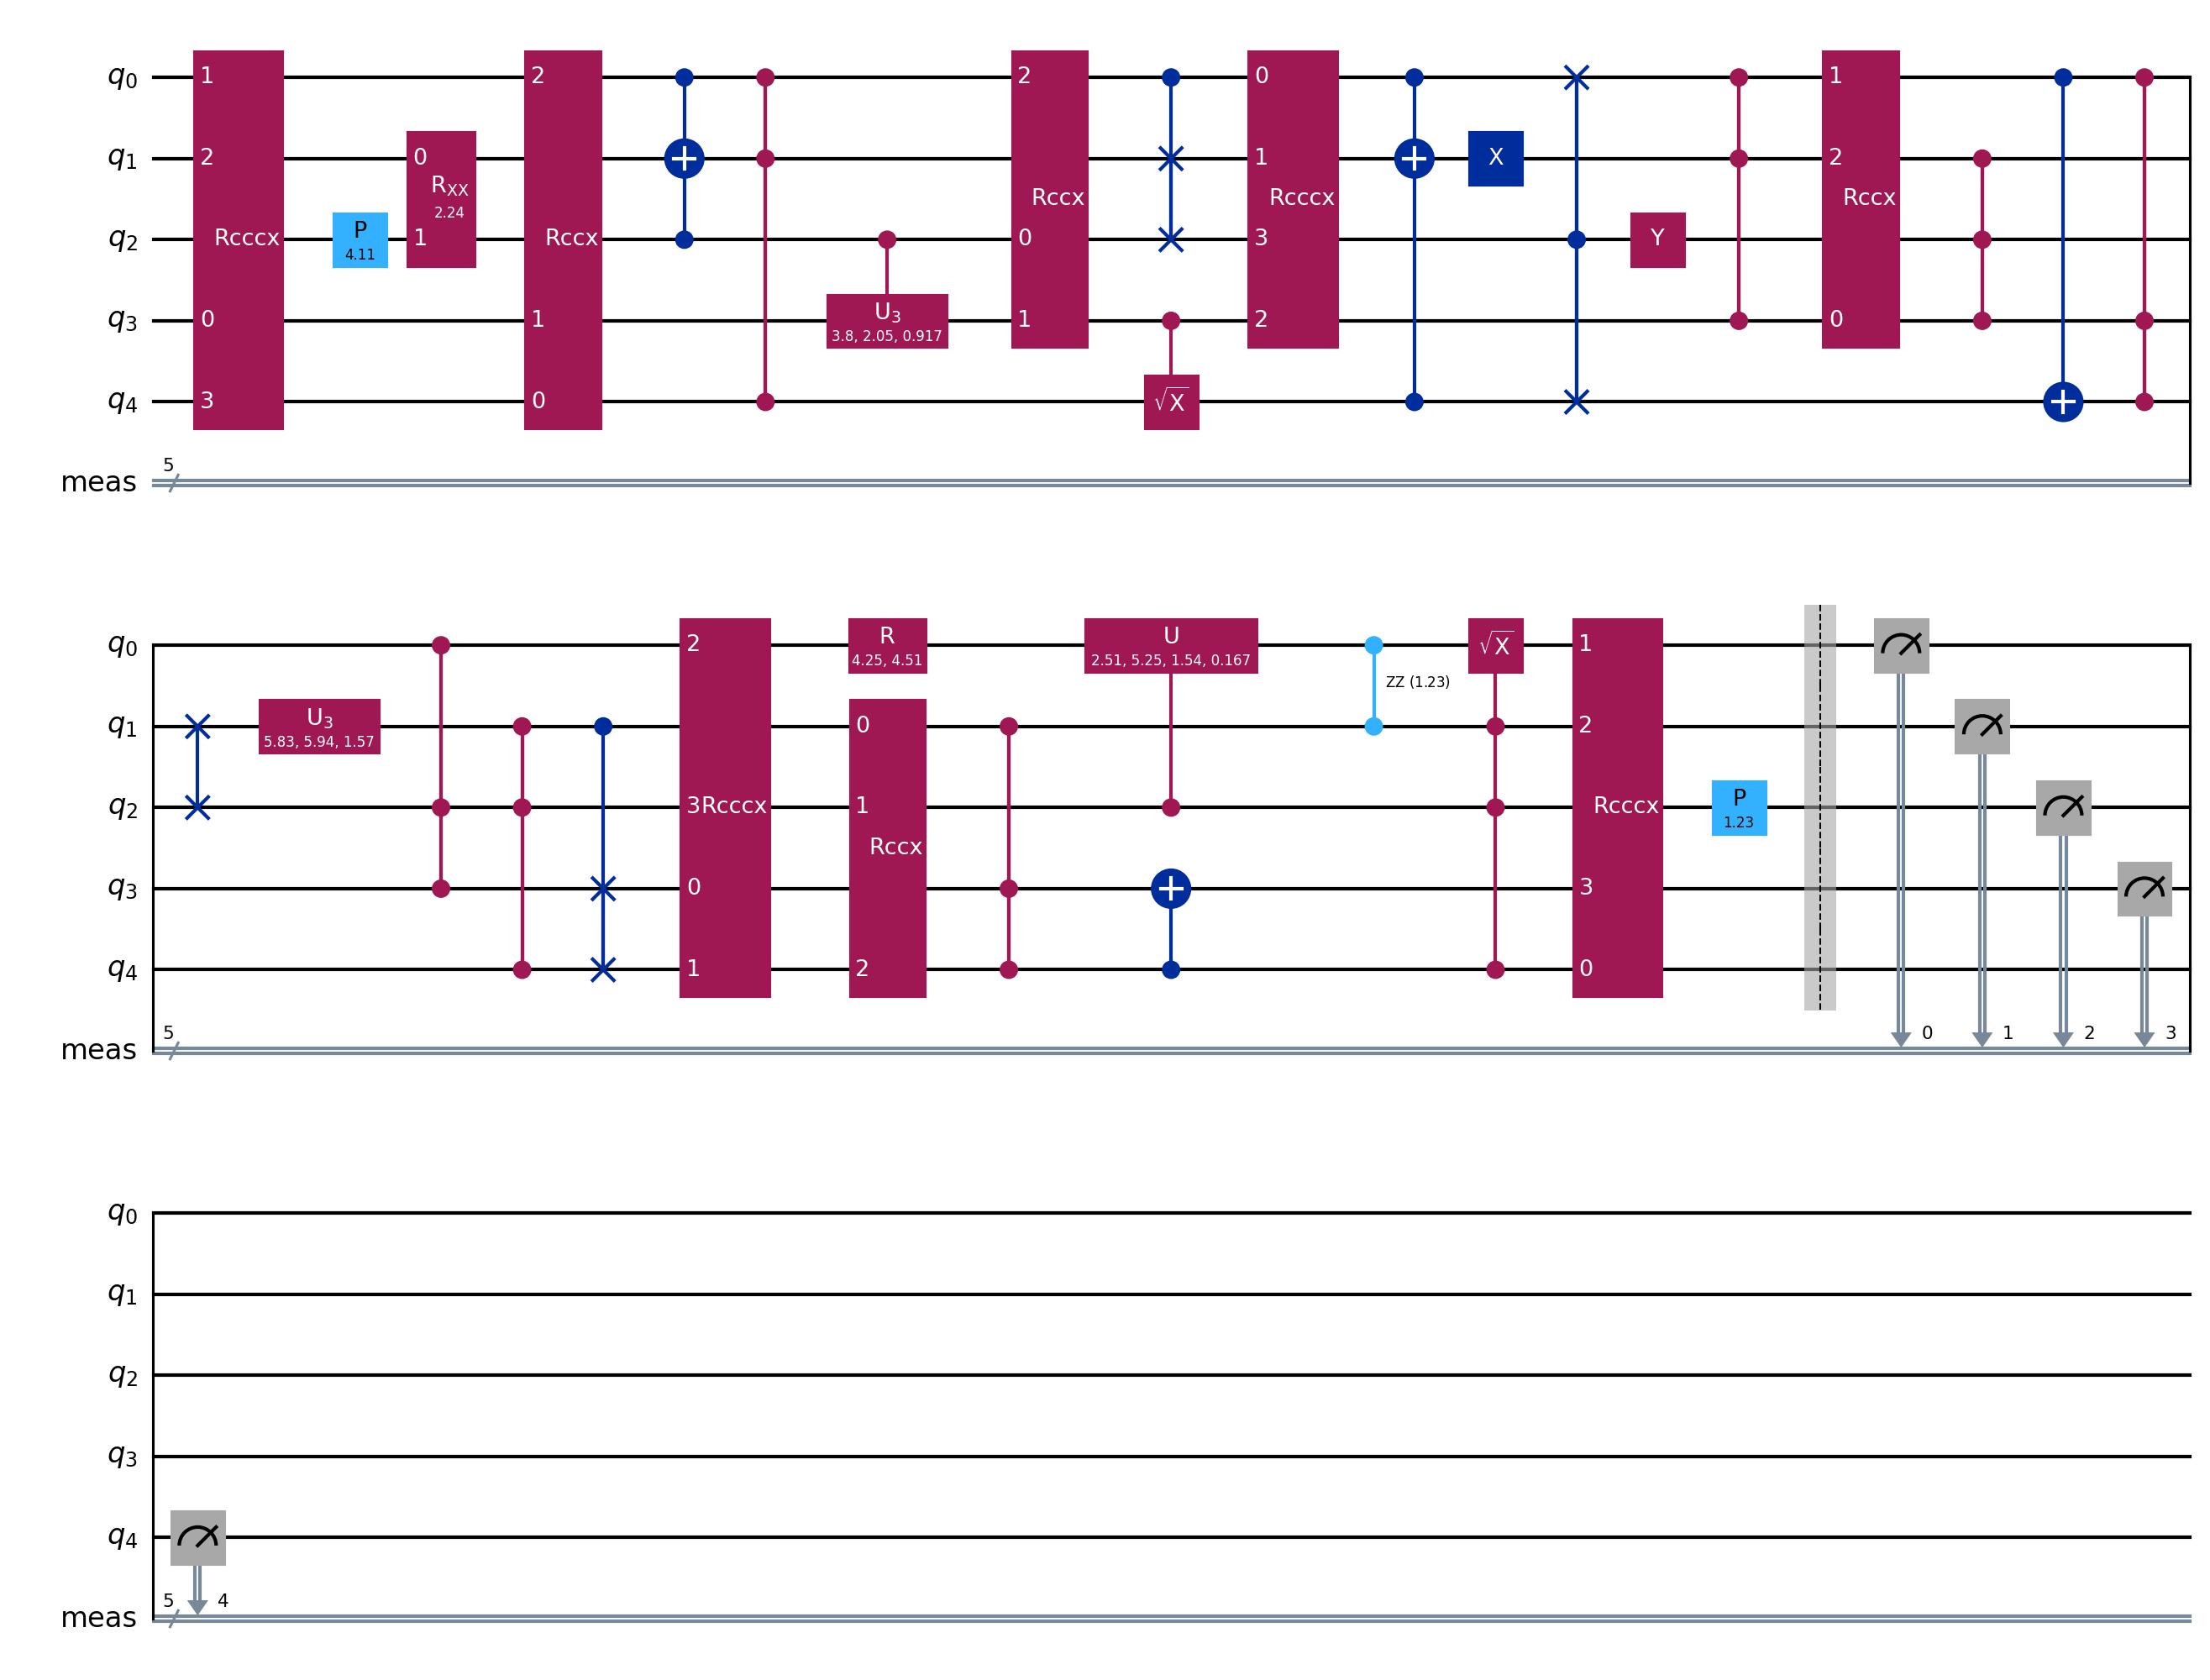 q0 1 2 0 2 0 1 1
q1 2 0 RXX 2.24 1 X 2
Rccx Rcccx Rccx
q2 Rcccx P 4.11 1 Rccx 0 3 Y
q3 0 1 U3 3.8, 2.05, 0.917 1 2 0
q4 3 0 √X
meas 5
q0 2 R 4.25, 4.51 U 2.51, 5.25, 1.54, 0.167 √X 1
ZZ (1.23)
q1 U3 5.83, 5.94, 1.57 0 2
q2 3 Rcccx 1 Rcccx P 1.23
Rccx
q3 0 3
q4 1 2 0
meas 5 0 1 2 3
q0
q1
q2
q3
q4
meas 5 4